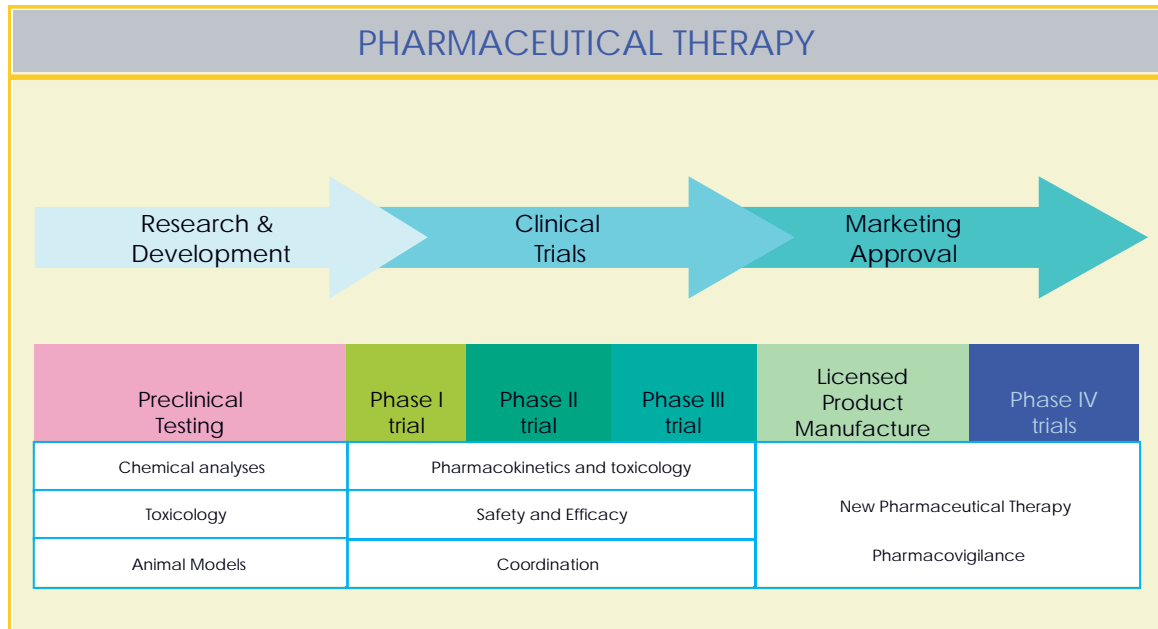 PHARMACEUTICAL THERAPY
Research &
Development
Clinical
Trials
Marketing
Approval
Preclinical
Testing
Phase I
trial
Phase II
trial
Phase III
trial
Licensed
Product
Manufacture
Phase IV
trials
Chemical analyses
Pharmacokinetics and toxicology
Toxicology
Safety and Efficacy
Animal Models
Coordination
New Pharmaceutical Therapy
Pharmacovigilance